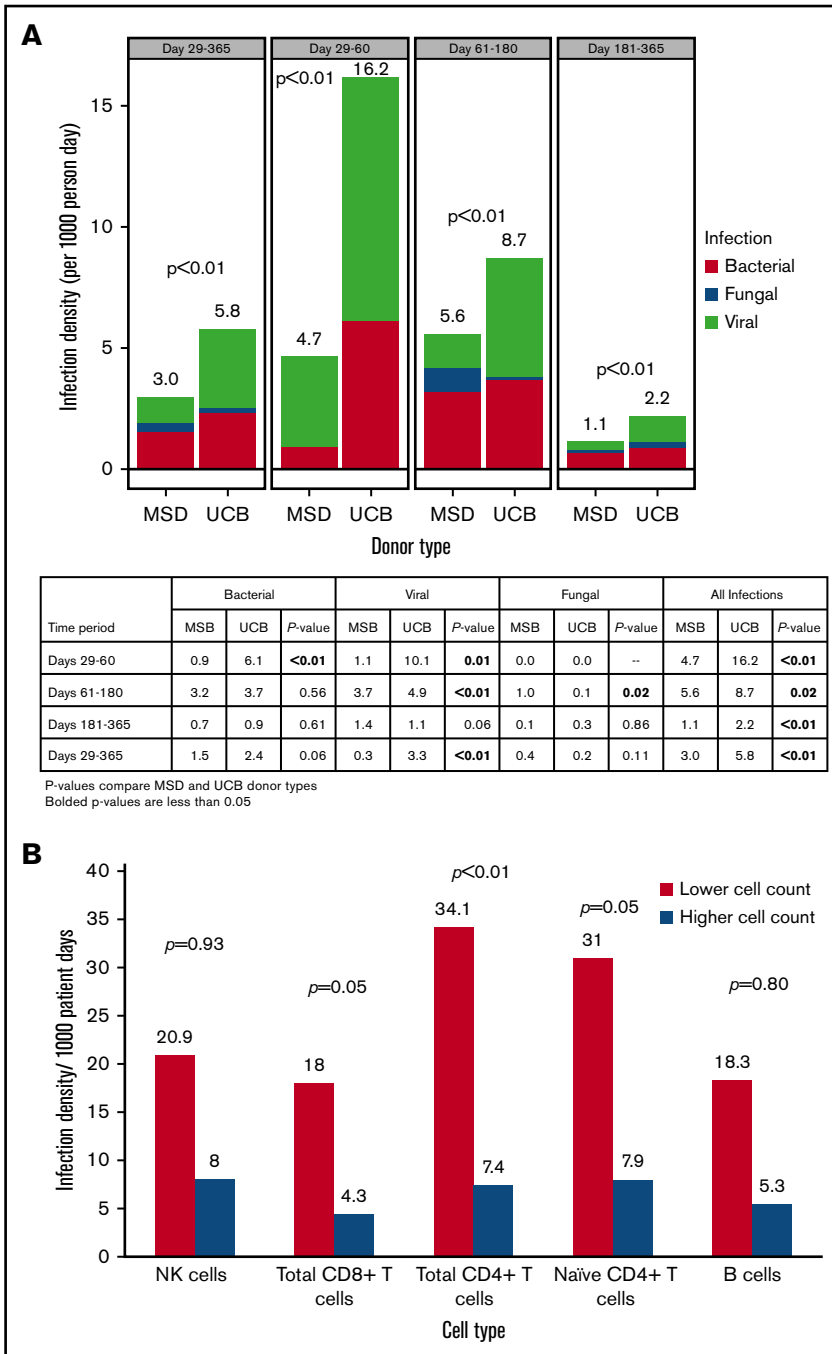 A
Day 29-365 Day 29-60 Day 61-180 Day 181-365
Infection density (per 1000 person day)
15
10
5
0
p<0.01
3.0
5.8
p<0.01
4.7
16.2
p<0.01
5.6
8.7
p<0.01
1.1
2.2
MSD UCB MSD UCB MSD UCB MSD UCB
Donor type
Infection
Bacterial
Fungal
Viral
Bacterial Viral Fungal All Infections
Time period MSB UCB P-value MSB UCB P-value MSB UCB P-value MSB UCB P-value
Days 29-60 0.9 6.1 <0.01 1.1 10.1 0.01 0.0 0.0 -- 4.7 16.2 <0.01
Days 61-180 3.2 3.7 0.56 3.7 4.9 <0.01 1.0 0.1 0.02 5.6 8.7 0.02
Days 181-365 0.7 0.9 0.61 1.4 1.1 0.06 0.1 0.3 0.86 1.1 2.2 <0.01
Days 29-365 1.5 2.4 0.06 0.3 3.3 <0.01 0.4 0.2 0.11 3.0 5.8 <0.01
P-values compare MSD and UCB donor types
Bolded p-values are less than 0.05
B
Infection density/ 1000 patient days
40
35
30
25
20
15
10
5
0
p=0.93
20.9
8
p=0.05
18
4.3
p<0.01
34.1
7.4
p=0.05
31
7.9
p=0.80
18.3
5.3
Lower cell count
Higher cell count
NK cells
Total CD8+ T
cells
Total CD4+ T
cells
Naïve CD4+ T
cells
B cells
Cell type